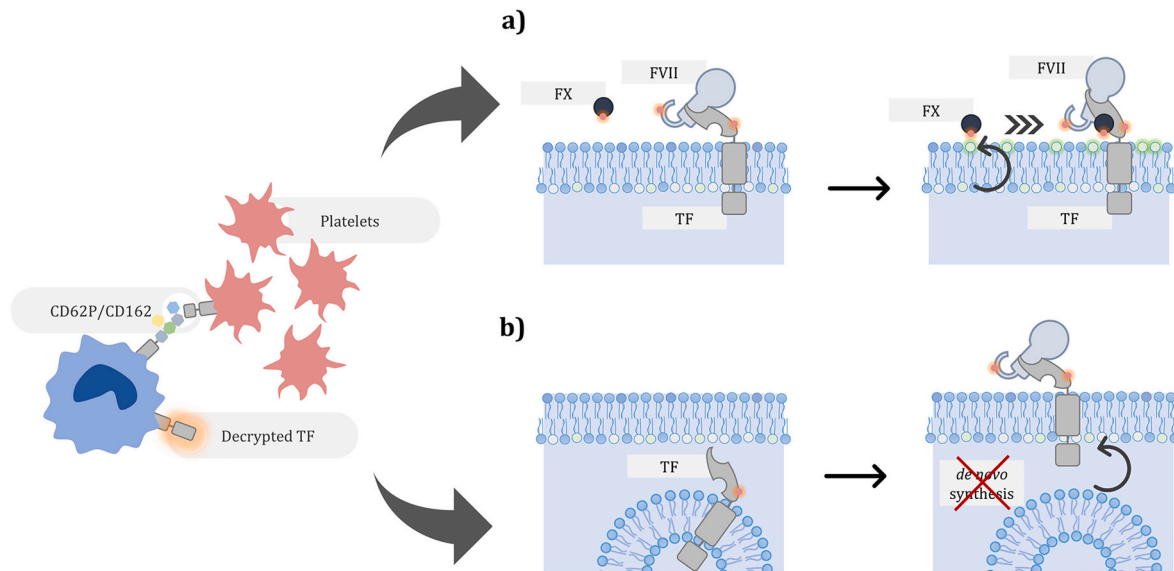 a)
FVII
FX
TF
FVII
FX
TF
Platelets
CD62P/CD162
Decrypted TF
b)
TF
de novo
synthesis